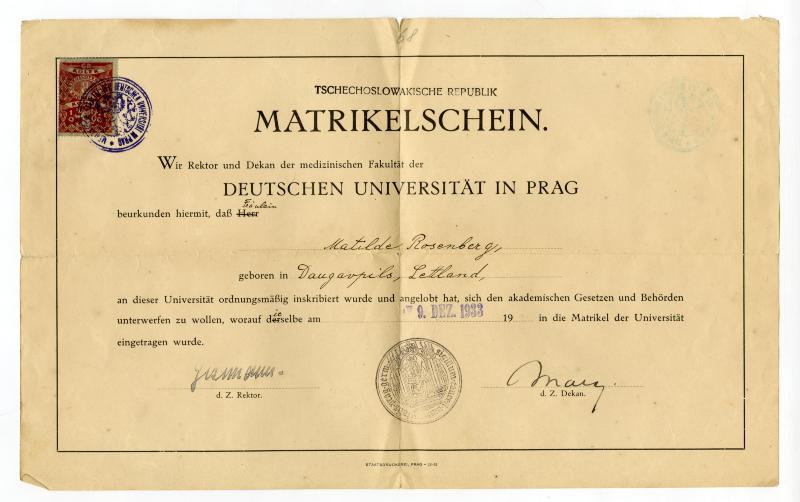 68
TSCHECHOSLOWAKISCHE REPUBLIK
MATRIKELSCHEIN.
Wir Rektor und Dekan der medizinischen Fakultät der
DEUTSCHEN UNIVERSITÄT IN PRAG
Fräulein
beurkunden hiermit, daß Herr
Matilde Rosenberg,
geboren in Daugavpils, Lettland,
an dieser Universität ordnungsmäßig inskribiert wurde und angelobt hat, sich den akademischen Gesetzen und Behörden
unterwerfen zu wollen, worauf dieselbe am 9. DEZ. 1933 19 in die Matrikel der Universität
eingetragen wurde.
d. Z. Rektor.
d. Z. Dekan.
STAATSDRUCKEREI, PRAG